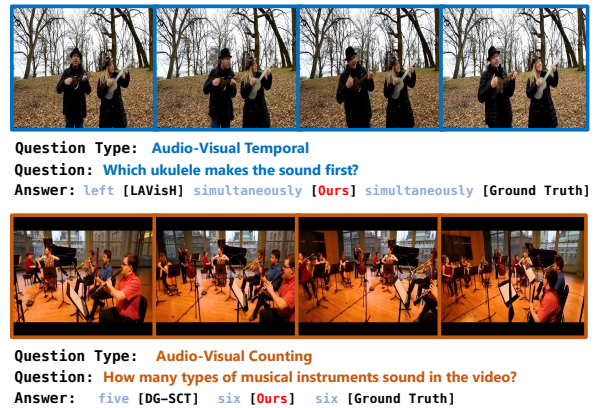 Question Type: Audio-Visual Temporal
Question: Which ukulele makes the sound first?
Answer: left [LAVisH] simultaneously [Ours] simultaneously [Ground Truth]
Question Type: Audio-Visual Counting
Question: How many types of musical instruments sound in the video?
Answer: five [DG-SCT] six [Ours] six [Ground Truth]